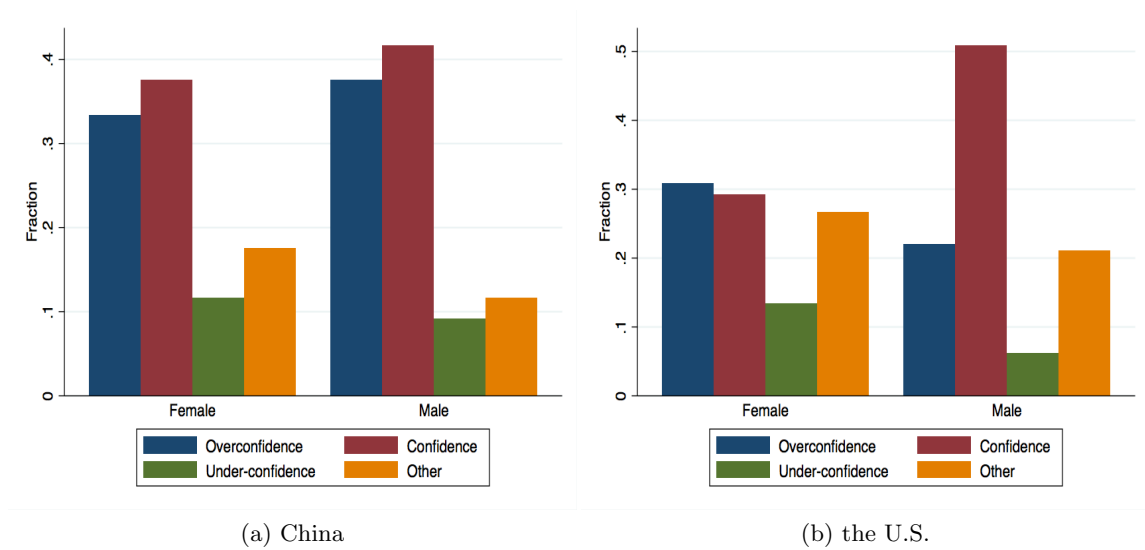 Fraction
0 .1 .2 .3 .4
Female Male
Overconfidence Confidence
Under-confidence Other
(a) China
Fraction
0 .1 .2 .3 .4 .5
Female Male
Overconfidence Confidence
Under-confidence Other
(b) the U.S.